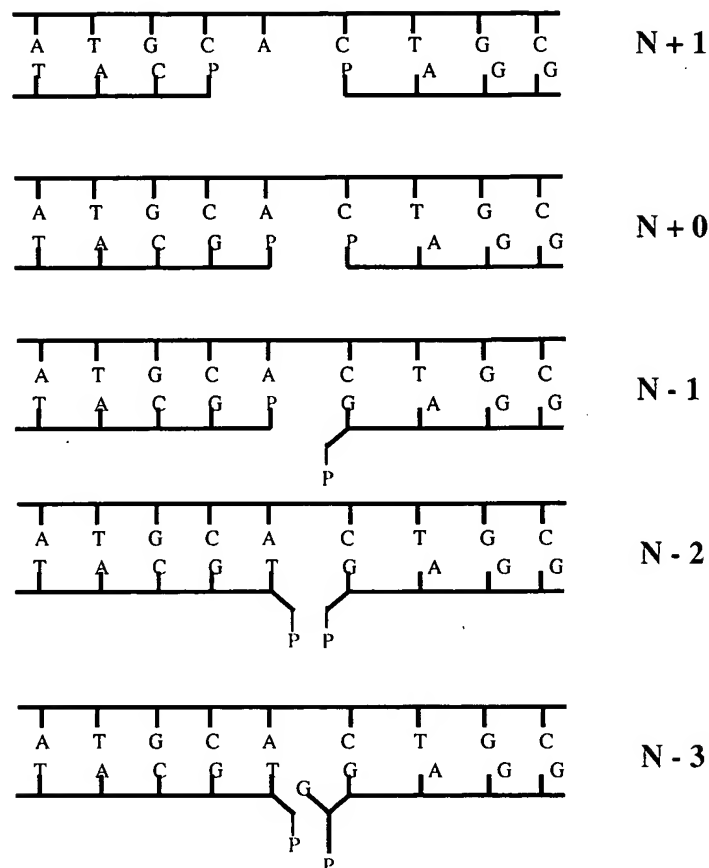 A T G C A C T G C
N + 1
T A C P P A G G
A T G C A C T G C
N + 0
T A C G P P A G G
A T G C A C T G C
N - 1
T A C G P G A G G
P
A T G C A C T G C
N - 2
T A C G T G A G G
P P
A T G C A C T G C
N - 3
T A C G T G G A G G
P
P